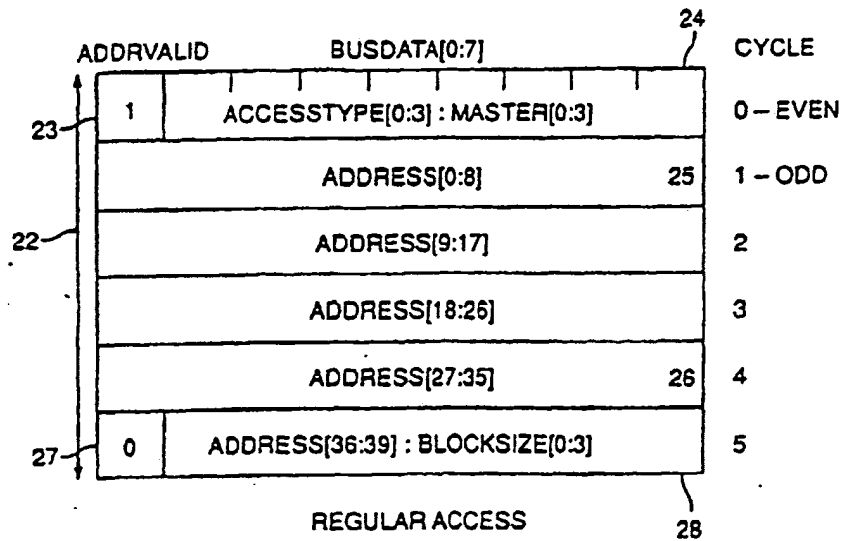 24
ADDRVALID BUSDATA[0:7] CYCLE
23 1 ACCESSTYPE[0:3] : MASTER[0:3] 0 – EVEN
ADDRESS[0:8] 25 1 – ODD
22 ADDRESS[9:17] 2
ADDRESS[18:26] 3
ADDRESS[27:35] 26 4
27 0 ADDRESS[36:39] : BLOCKSIZE[0:3] 5
REGULAR ACCESS 28